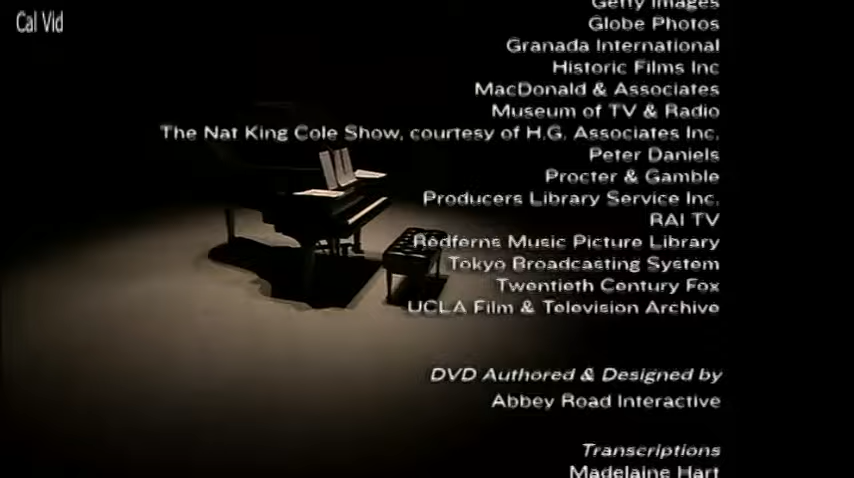 Cal Vid
Getty Images
Globe Photos
Granada International
Historic Films Inc
MacDonald & Associates
Museum of TV & Radio
The Nat King Cole Show, courtesy of H.G. Associates Inc.
Peter Daniels
Procter & Gamble
Producers Library Service Inc.
RAI TV
Redferns Music Picture Library
Tokyo Broadcasting System
Twentieth Century Fox
UCLA Film & Television Archive
DVD Authored & Designed by
Abbey Road Interactive
Transcriptions
Madelaine Hart